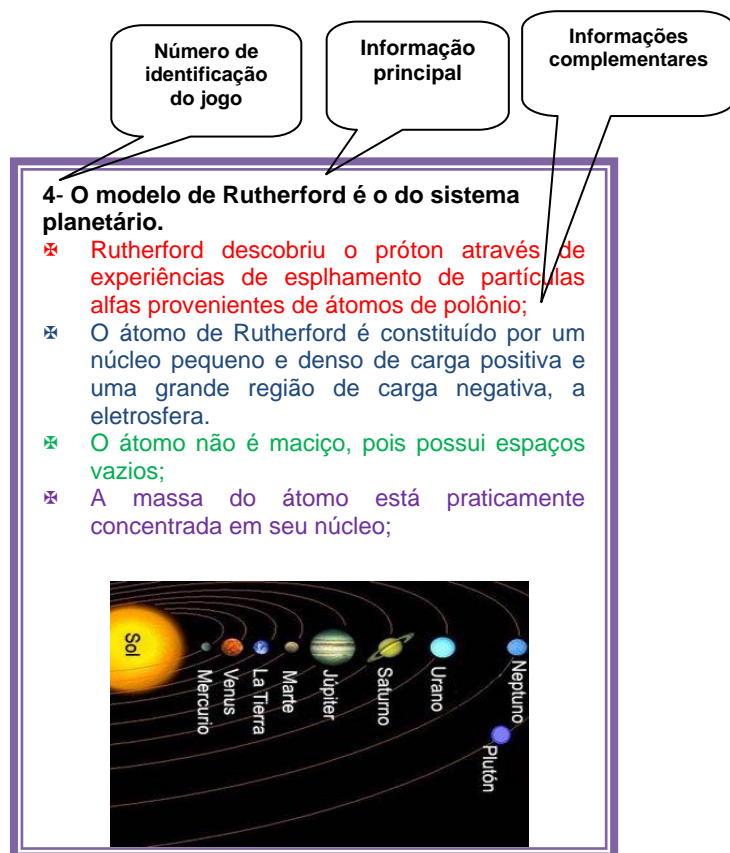 Número de
identificação
do jogo
Informação
principal
Informações
complementares
4- O modelo de Rutherford é o do sistema
planetário.
✠ Rutherford descobriu o próton através de
experiências de esplhamento de partículas
alfas provenientes de átomos de polônio;
✠ O átomo de Rutherford é constituído por um
núcleo pequeno e denso de carga positiva e
uma grande região de carga negativa, a
eletrosfera.
✠ O átomo não é maciço, pois possui espaços
vazios;
✠ A massa do átomo está praticamente
concentrada em seu núcleo;
Sol
Mercurio
Venus
La Tierra
Marte
Júpiter
Saturno
Urano
Neptuno
Plutón